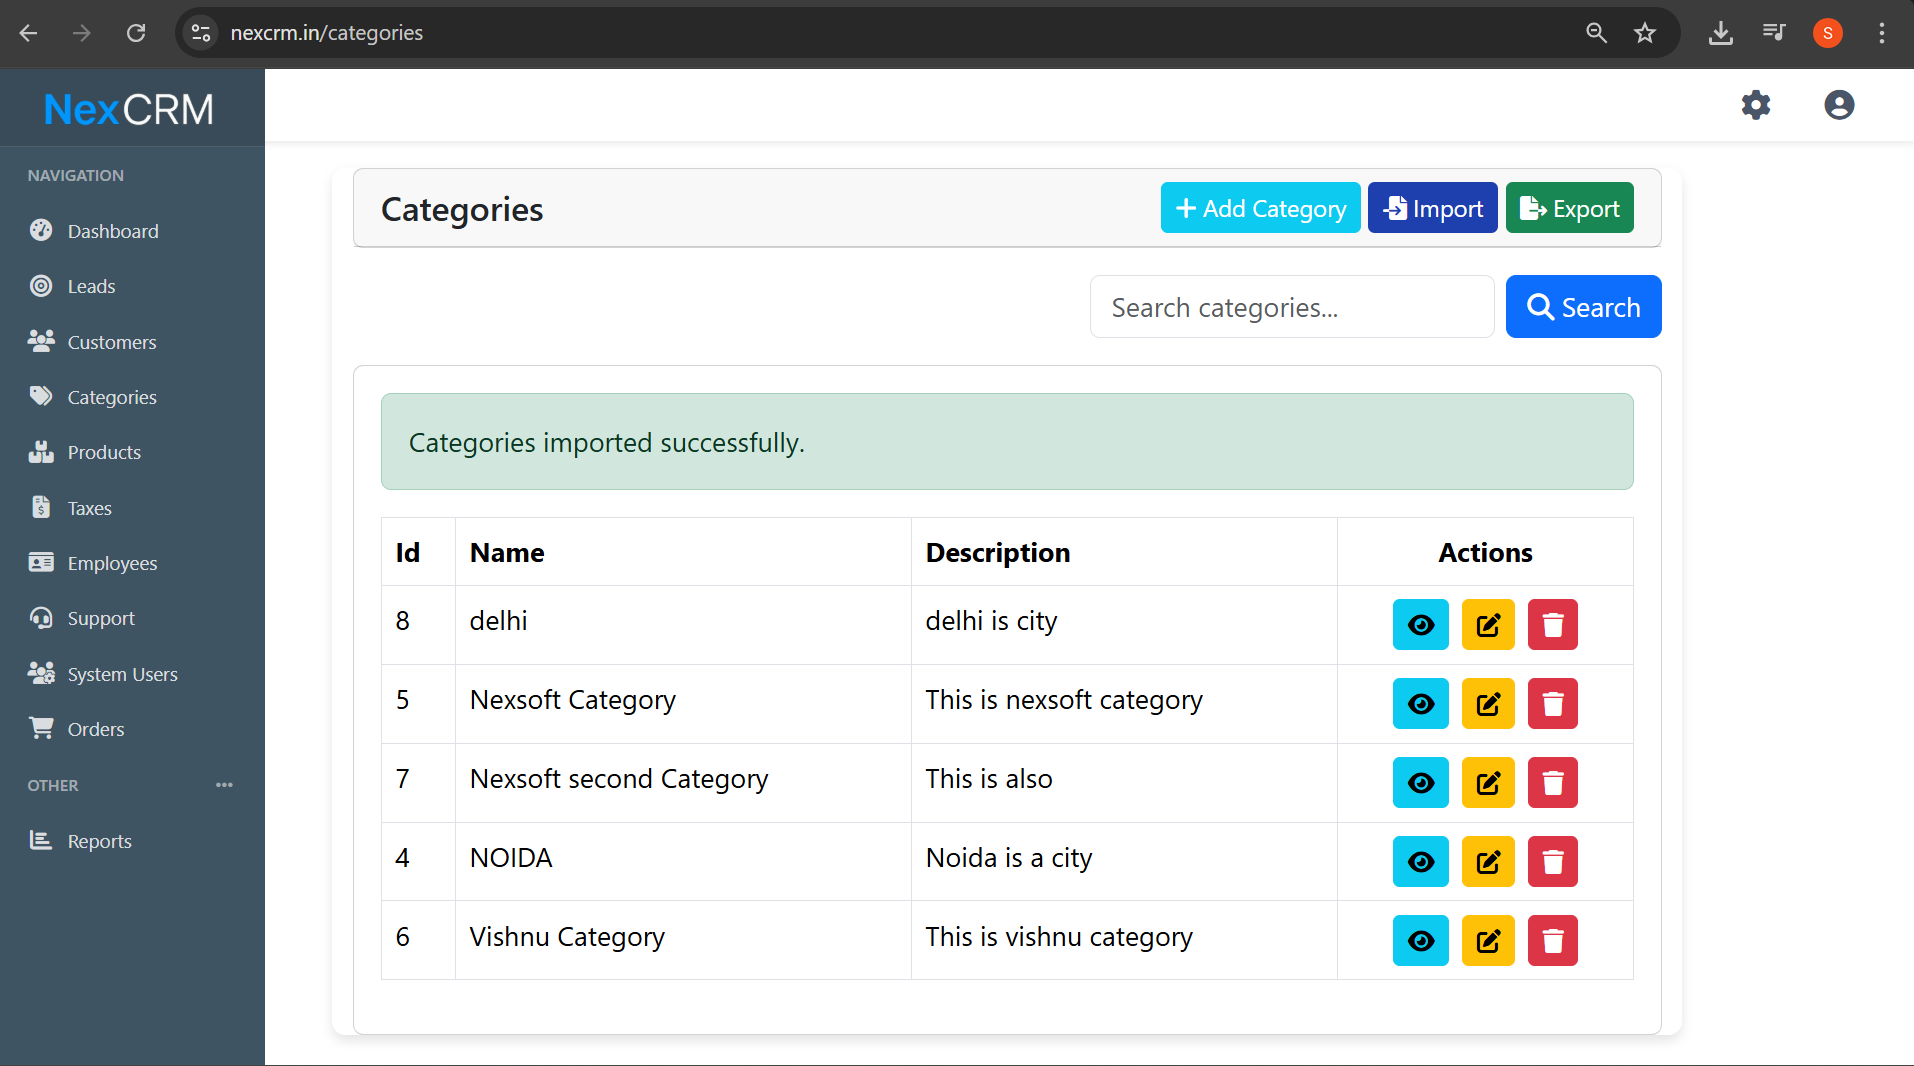 nexcrm.in/categories
S
NexCRM
NAVIGATION
Dashboard
Leads
Customers
Categories
Products
Taxes
Employees
Support
System Users
Orders
OTHER
Reports
Categories
Add Category
Import
Export
Search categories...
Search
Categories imported successfully.
Id Name Description Actions
8 delhi delhi is city
5 Nexsoft Category This is nexsoft category
7 Nexsoft second Category This is also
4 NOIDA Noida is a city
6 Vishnu Category This is vishnu category